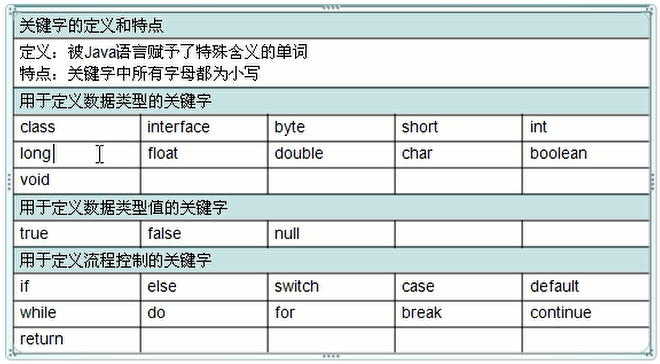 关键字的定义和特点
定义：被Java语言赋予了特殊含义的单词
特点：关键字中所有字母都为小写
用于定义数据类型的关键字
class interface byte short int
long float double char boolean
void
用于定义数据类型值的关键字
true false null
用于定义流程控制的关键字
if else switch case default
while do for break continue
return